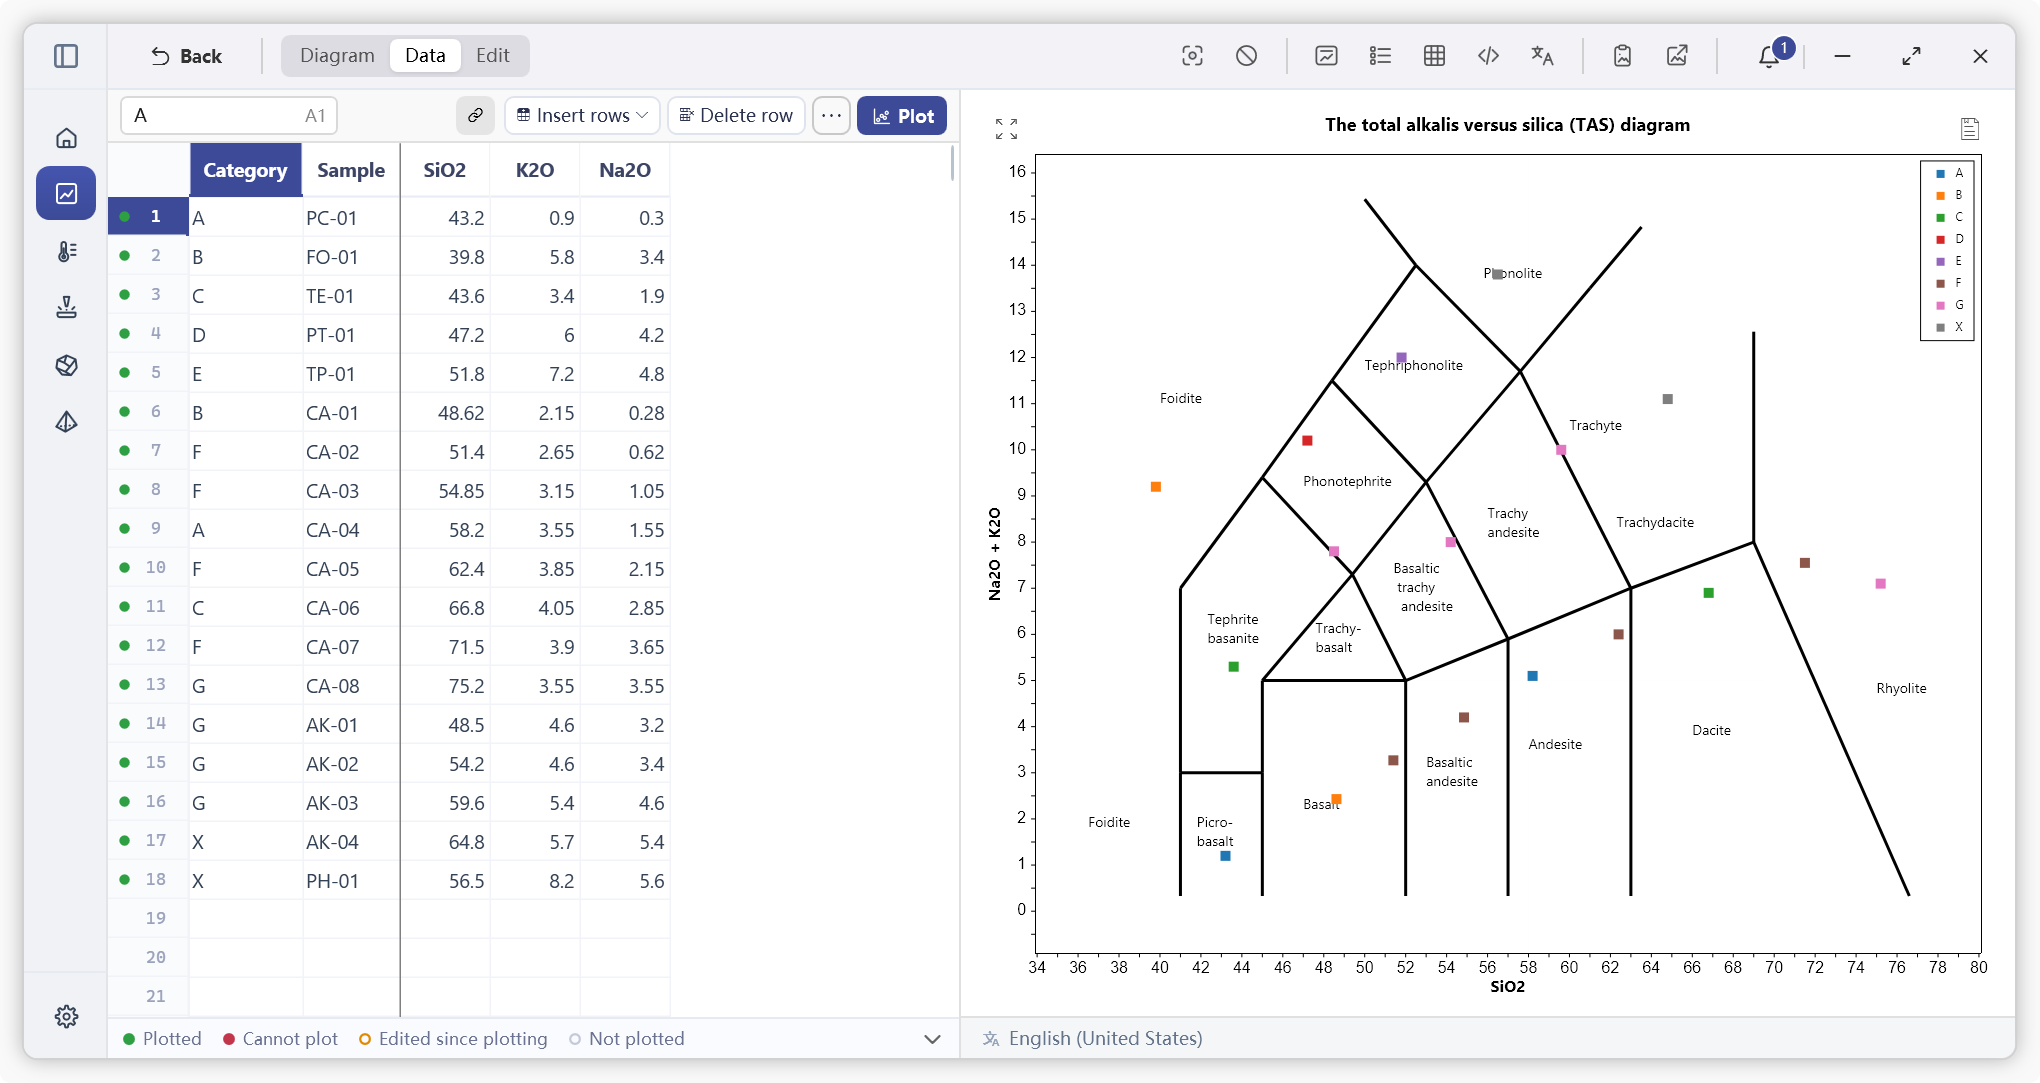 Back
Diagram Data Edit
1
A A1
Insert rows
Delete row
...
Plot
Category Sample SiO2 K2O Na2O
1 A PC-01 43.2 0.9 0.3
2 B FO-01 39.8 5.8 3.4
3 C TE-01 43.6 3.4 1.9
4 D PT-01 47.2 6 4.2
5 E TP-01 51.8 7.2 4.8
6 B CA-01 48.62 2.15 0.28
7 F CA-02 51.4 2.65 0.62
8 F CA-03 54.85 3.15 1.05
9 A CA-04 58.2 3.55 1.55
10 F CA-05 62.4 3.85 2.15
11 C CA-06 66.8 4.05 2.85
12 F CA-07 71.5 3.9 3.65
13 G CA-08 75.2 3.55 3.55
14 G AK-01 48.5 4.6 3.2
15 G AK-02 54.2 4.6 3.4
16 G AK-03 59.6 5.4 4.6
17 X AK-04 64.8 5.7 5.4
18 X PH-01 56.5 8.2 5.6
19
20
21
Plotted Cannot plot Edited since plotting Not plotted
The total alkalis versus silica (TAS) diagram
16
15
14
13
12
11
10
9
8
7
6
5
4
3
2
1
0
Na2O + K2O
A
B
C
D
E
F
G
X
Phonolite
Tephriphonolite
Foidite
Trachyte
Phonotephrite
Trachy
andesite
Trachydacite
Basaltic
trachy
andesite
Tephrite
basanite
Trachy-
basalt
Rhyolite
Dacite
Andesite
Basaltic
andesite
Basalt
Foidite
Picro-
basalt
34 36 38 40 42 44 46 48 50 52 54 56 58 60 62 64 66 68 70 72 74 76 78 80
SiO2
English (United States)